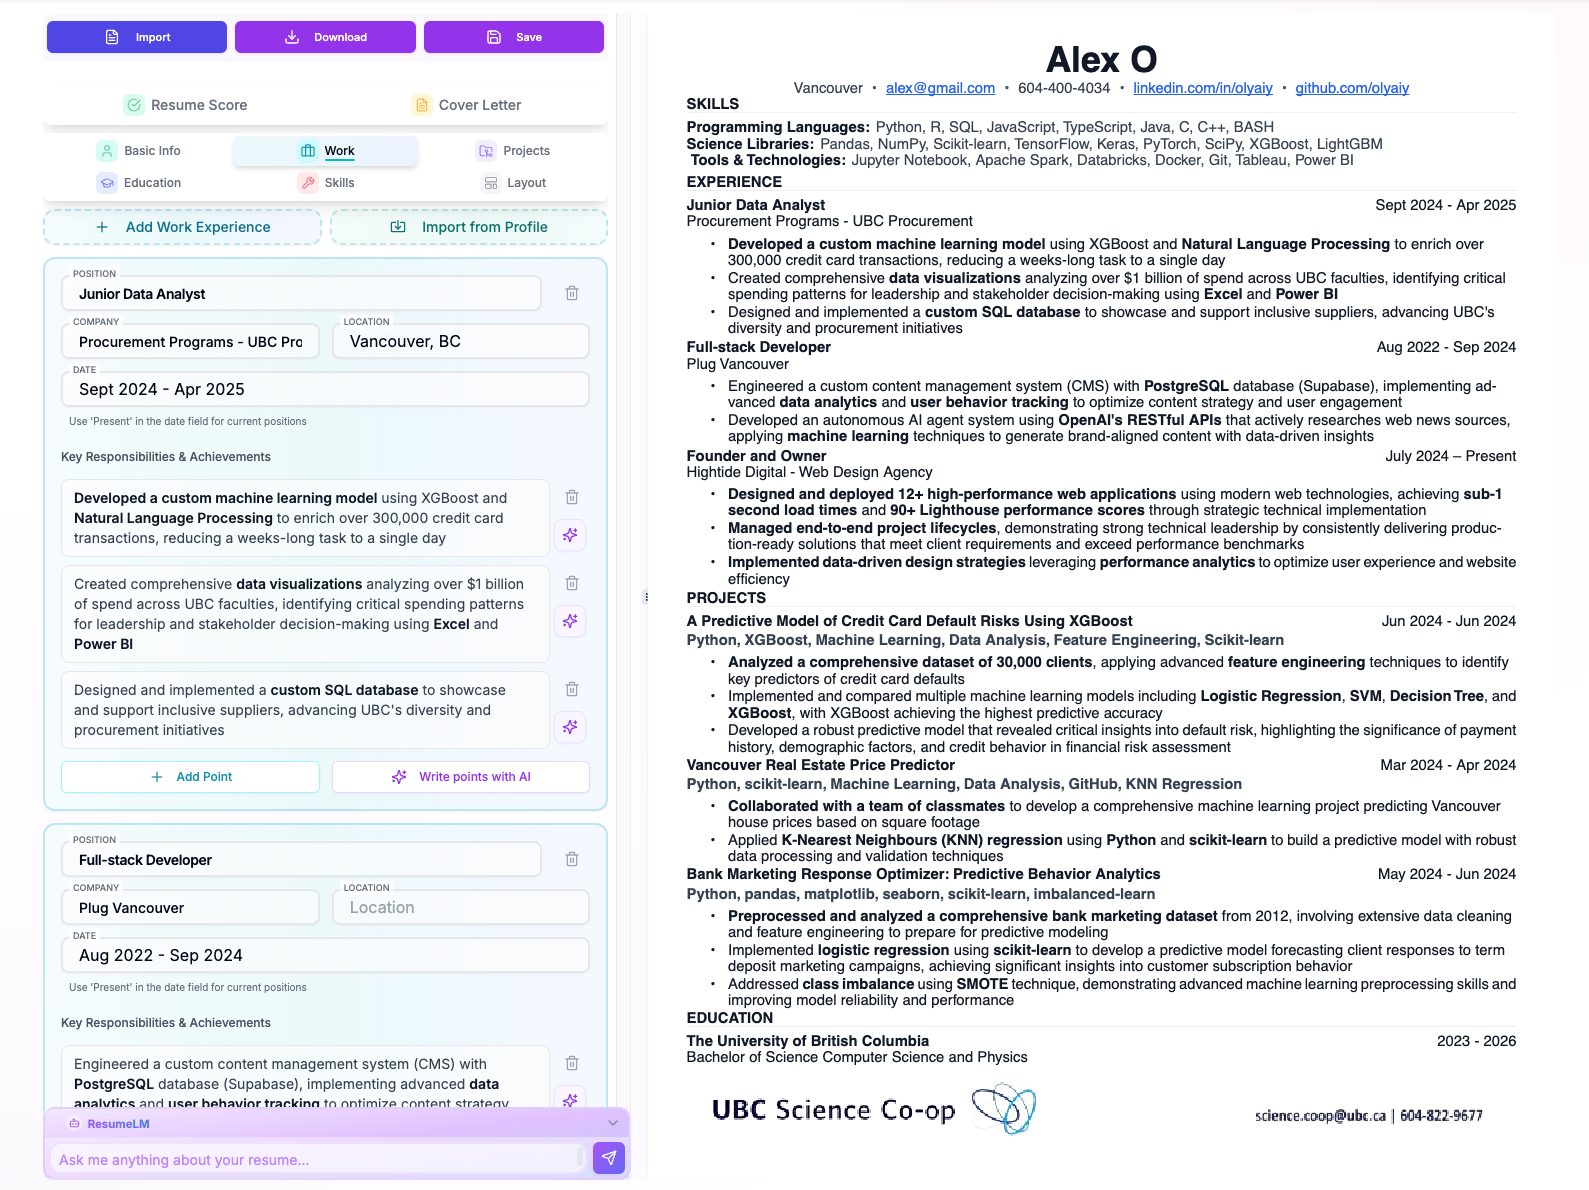 Import
Download
Save
Resume Score
Cover Letter
Basic Info
Work
Projects
Education
Skills
Layout
Add Work Experience
Import from Profile
POSITION
Junior Data Analyst
COMPANY
Procurement Programs - UBC Pro
LOCATION
Vancouver, BC
DATE
Sept 2024 - Apr 2025
Use 'Present' in the date field for current positions
Key Responsibilities & Achievements
Developed a custom machine learning model using XGBoost and
Natural Language Processing to enrich over 300,000 credit card
transactions, reducing a weeks-long task to a single day
Created comprehensive data visualizations analyzing over $1 billion
of spend across UBC faculties, identifying critical spending patterns
for leadership and stakeholder decision-making using Excel and
Power BI
Designed and implemented a custom SQL database to showcase
and support inclusive suppliers, advancing UBC's diversity and
procurement initiatives
Add Point
Write points with AI
POSITION
Full-stack Developer
COMPANY
Plug Vancouver
LOCATION
Location
DATE
Aug 2022 - Sep 2024
Use 'Present' in the date field for current positions
Key Responsibilities & Achievements
Engineered a custom content management system (CMS) with
PostgreSQL database (Supabase), implementing advanced data
analytics and user behavior tracking to optimize content strategy
ResumeLM
Ask me anything about your resume...
Alex O
Vancouver • alex@gmail.com • 604-400-4034 • linkedin.com/in/olyaiy • github.com/olyaiy
SKILLS
Programming Languages: Python, R, SQL, JavaScript, TypeScript, Java, C, C++, BASH
Science Libraries: Pandas, NumPy, Scikit-learn, TensorFlow, Keras, PyTorch, SciPy, XGBoost, LightGBM
Tools & Technologies: Jupyter Notebook, Apache Spark, Databricks, Docker, Git, Tableau, Power BI
EXPERIENCE
Junior Data Analyst Sept 2024 - Apr 2025
Procurement Programs - UBC Procurement
• Developed a custom machine learning model using XGBoost and Natural Language Processing to enrich over
300,000 credit card transactions, reducing a weeks-long task to a single day
• Created comprehensive data visualizations analyzing over $1 billion of spend across UBC faculties, identifying critical
spending patterns for leadership and stakeholder decision-making using Excel and Power BI
• Designed and implemented a custom SQL database to showcase and support inclusive suppliers, advancing UBC's
diversity and procurement initiatives
Full-stack Developer Aug 2022 - Sep 2024
Plug Vancouver
• Engineered a custom content management system (CMS) with PostgreSQL database (Supabase), implementing ad-
vanced data analytics and user behavior tracking to optimize content strategy and user engagement
• Developed an autonomous AI agent system using OpenAI's RESTful APIs that actively researches web news sources,
applying machine learning techniques to generate brand-aligned content with data-driven insights
Founder and Owner July 2024 – Present
Hightide Digital - Web Design Agency
• Designed and deployed 12+ high-performance web applications using modern web technologies, achieving sub-1
second load times and 90+ Lighthouse performance scores through strategic technical implementation
• Managed end-to-end project lifecycles, demonstrating strong technical leadership by consistently delivering produc-
tion-ready solutions that meet client requirements and exceed performance benchmarks
• Implemented data-driven design strategies leveraging performance analytics to optimize user experience and website
efficiency
PROJECTS
A Predictive Model of Credit Card Default Risks Using XGBoost Jun 2024 - Jun 2024
Python, XGBoost, Machine Learning, Data Analysis, Feature Engineering, Scikit-learn
• Analyzed a comprehensive dataset of 30,000 clients, applying advanced feature engineering techniques to identify
key predictors of credit card defaults
• Implemented and compared multiple machine learning models including Logistic Regression, SVM, Decision Tree, and
XGBoost, with XGBoost achieving the highest predictive accuracy
• Developed a robust predictive model that revealed critical insights into default risk, highlighting the significance of payment
history, demographic factors, and credit behavior in financial risk assessment
Vancouver Real Estate Price Predictor Mar 2024 - Apr 2024
Python, scikit-learn, Machine Learning, Data Analysis, GitHub, KNN Regression
• Collaborated with a team of classmates to develop a comprehensive machine learning project predicting Vancouver
house prices based on square footage
• Applied K-Nearest Neighbours (KNN) regression using Python and scikit-learn to build a predictive model with robust
data processing and validation techniques
Bank Marketing Response Optimizer: Predictive Behavior Analytics May 2024 - Jun 2024
Python, pandas, matplotlib, seaborn, scikit-learn, imbalanced-learn
• Preprocessed and analyzed a comprehensive bank marketing dataset from 2012, involving extensive data cleaning
and feature engineering to prepare for predictive modeling
• Implemented logistic regression using scikit-learn to develop a predictive model forecasting client responses to term
deposit marketing campaigns, achieving significant insights into customer subscription behavior
• Addressed class imbalance using SMOTE technique, demonstrating advanced machine learning preprocessing skills and
improving model reliability and performance
EDUCATION
The University of British Columbia 2023 - 2026
Bachelor of Science Computer Science and Physics
UBC Science Co-op
science.coop@ubc.ca | 604-822-9677